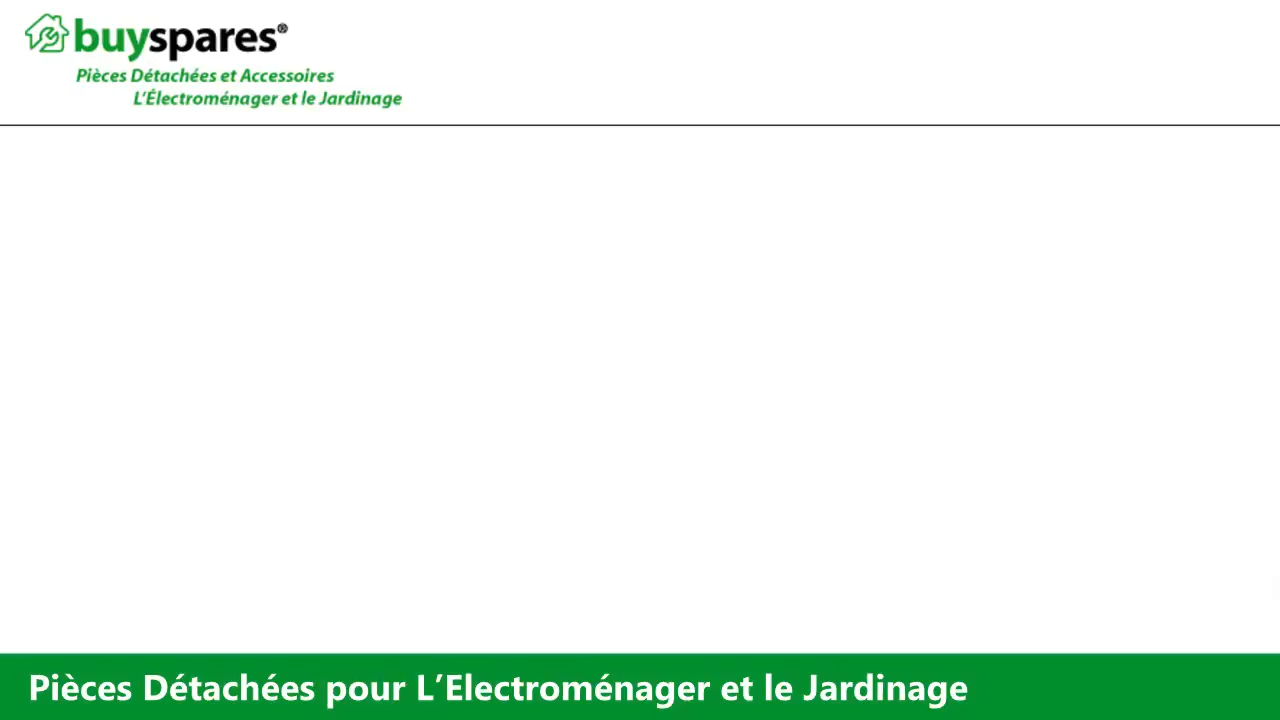 buyspares®
Pièces Détachées et Accessoires
L'Électroménager et le Jardinage
Pièces Détachées pour L'Electroménager et le Jardinage